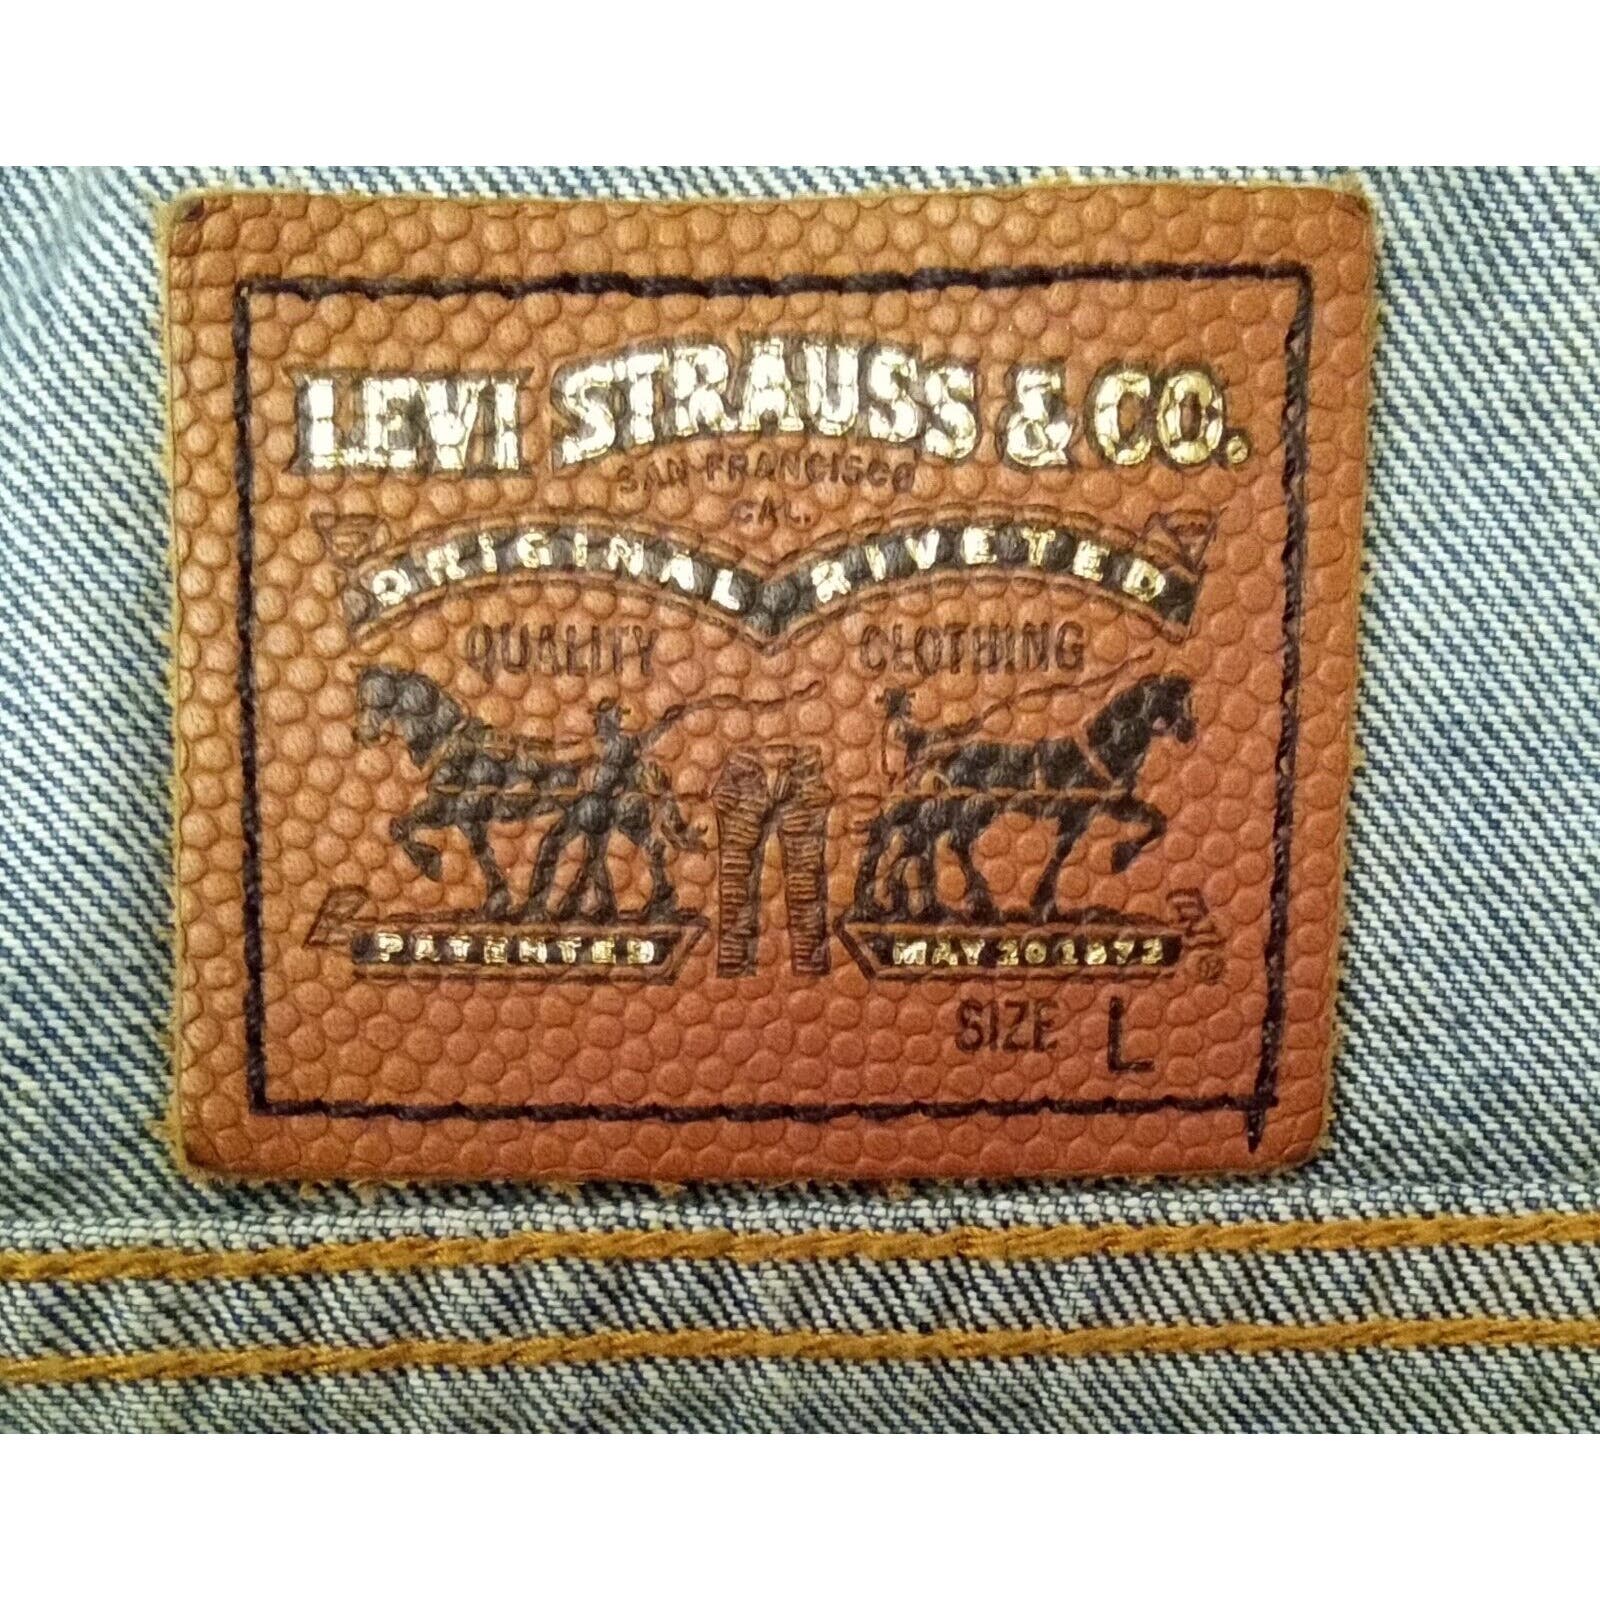 LEVI STRAUSS & CO.
SAN FRANCISCO
CAL.
ORIGINAL RIVETED
QUALITY CLOTHING
PATENTED MAY 20 1873
SIZE L